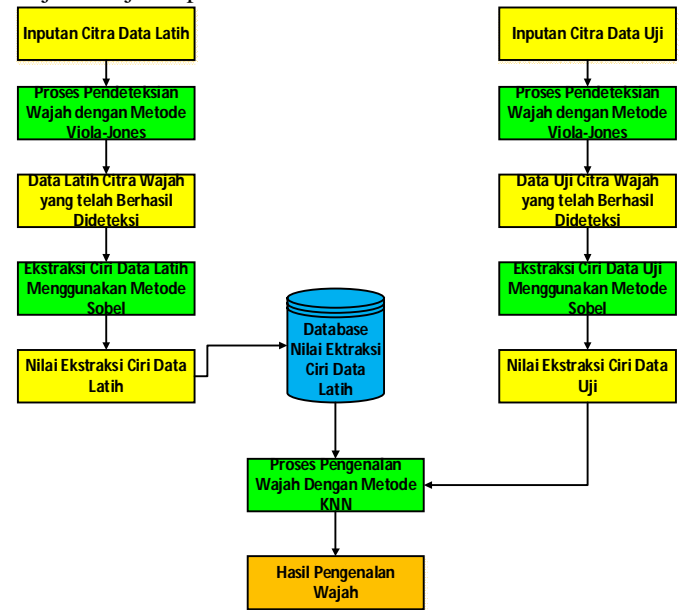 Inputan Citra Data Latih
Proses Pendeteksian
Wajah dengan Metode
Viola-Jones
Data Latih Citra Wajah
yang telah Berhasil
Dideteksi
Ekstraksi Ciri Data Latih
Menggunakan Metode
Sobel
Nilai Ekstraksi Ciri Data
Latih
Database
Nilai Ektraksi
Ciri Data
Latih
Inputan Citra Data Uji
Proses Pendeteksian
Wajah dengan Metode
Viola-Jones
Data Uji Citra Wajah
yang telah Berhasil
Dideteksi
Ekstraksi Ciri Data Uji
Menggunakan Metode
Sobel
Nilai Ekstraksi Ciri Data
Uji
Proses Pengenalan
Wajah Dengan Metode
KNN
Hasil Pengenalan
Wajah